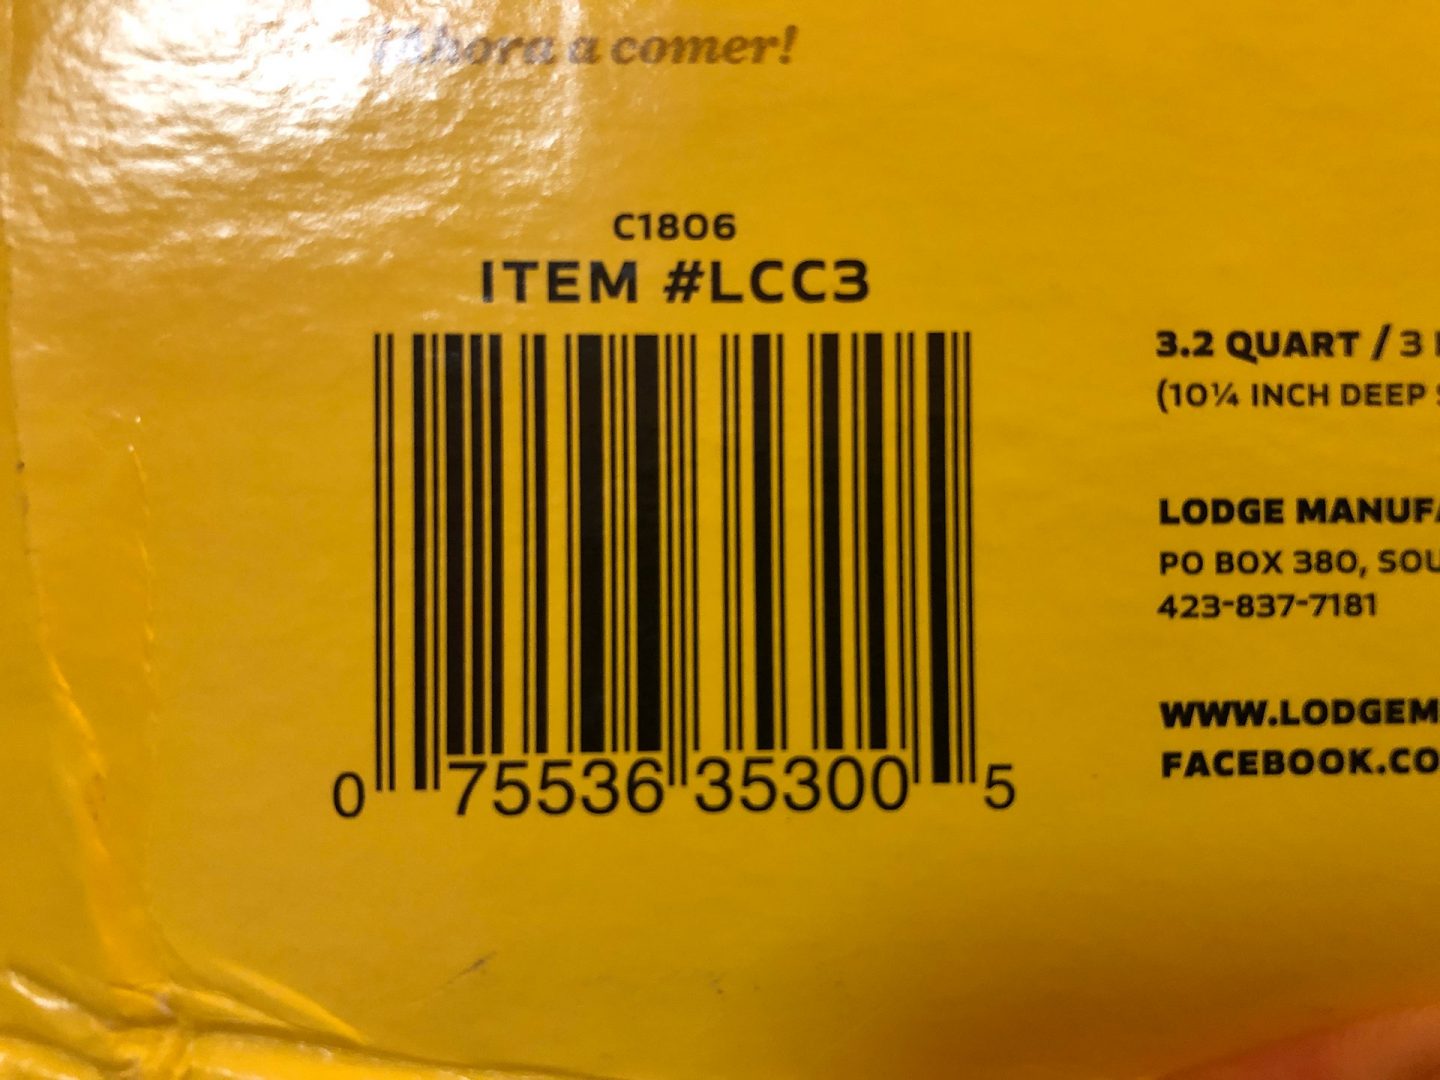 ¡Ahora a comer!
C1806
ITEM #LCC3
0 75536 35300 5
3.2 QUART / 3
(10¼ INCH DEEP
LODGE MANUFA
PO BOX 380, SOU
423-837-7181
WWW.LODGEM
FACEBOOK.CO